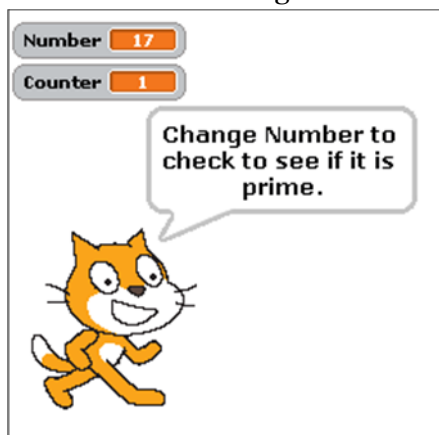 Number 17
Counter 1
Change Number to
check to see if it is
prime.